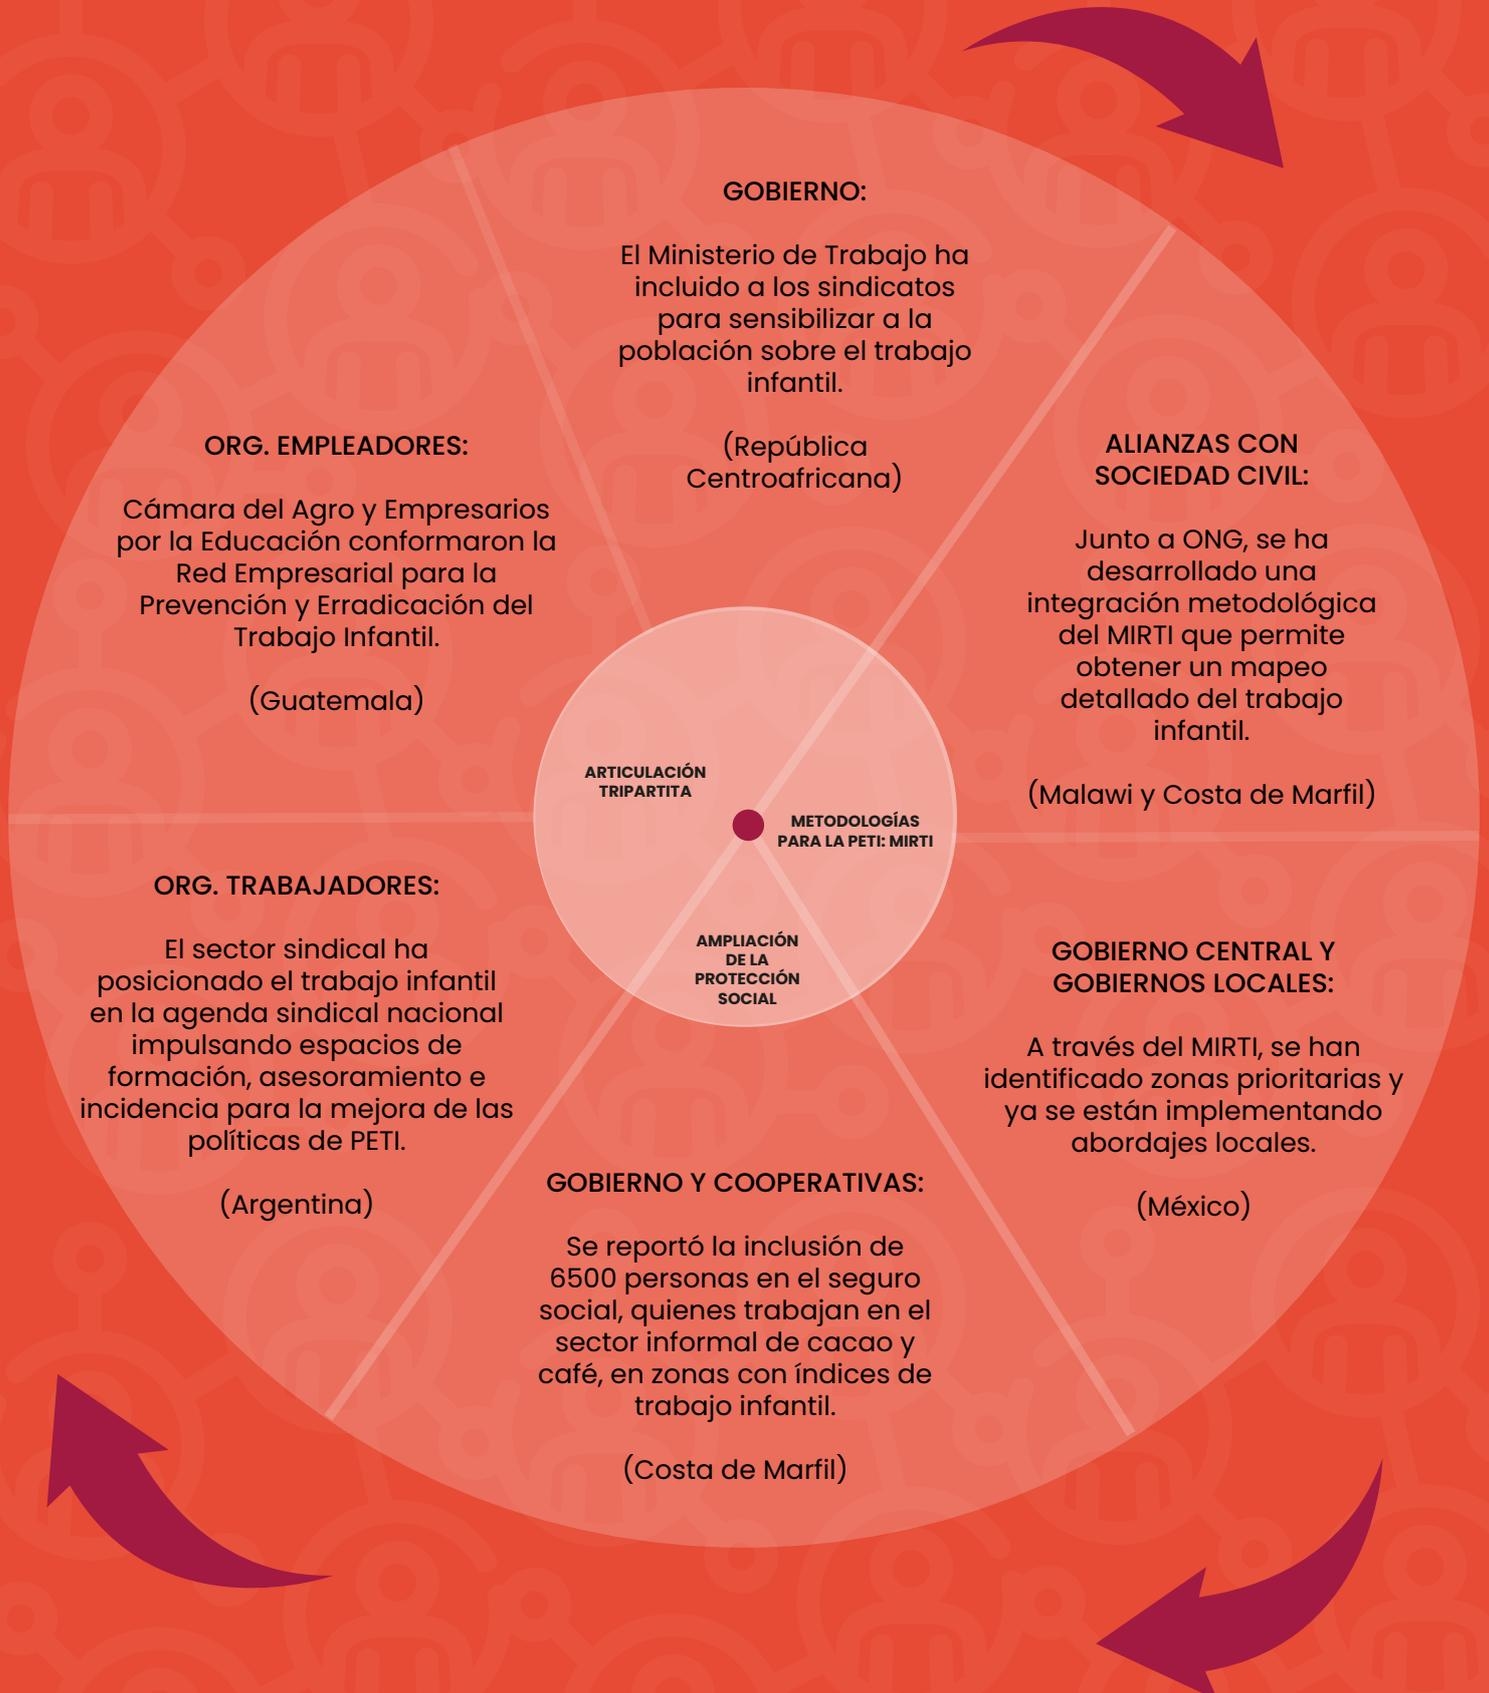 GOBIERNO:
El Ministerio de Trabajo ha
incluido a los sindicatos
para sensibilizar a la
población sobre el trabajo
infantil.
(República
Centroafricana)
ALIANZAS CON
SOCIEDAD CIVIL:
Junto a ONG, se ha
desarrollado una
integración metodológica
del MIRTI que permite
obtener un mapeo
detallado del trabajo
infantil.
(Malawi y Costa de Marfil)
GOBIERNO CENTRAL Y
GOBIERNOS LOCALES:
A través del MIRTI, se han
identificado zonas prioritarias y
ya se están implementando
abordajes locales.
(México)
GOBIERNO Y COOPERATIVAS:
Se reportó la inclusión de
6500 personas en el seguro
social, quienes trabajan en el
sector informal de cacao y
café, en zonas con índices de
trabajo infantil.
(Costa de Marfil)
ORG. TRABAJADORES:
El sector sindical ha
posicionado el trabajo infantil
en la agenda sindical nacional
impulsando espacios de
formación, asesoramiento e
incidencia para la mejora de las
políticas de PETI.
(Argentina)
ORG. EMPLEADORES:
Cámara del Agro y Empresarios
por la Educación conformaron la
Red Empresarial para la
Prevención y Erradicación del
Trabajo Infantil.
(Guatemala)
ARTICULACIÓN
TRIPARTITA
METODOLOGÍAS
PARA LA PETI: MIRTI
AMPLIACIÓN
DE LA
PROTECCIÓN
SOCIAL